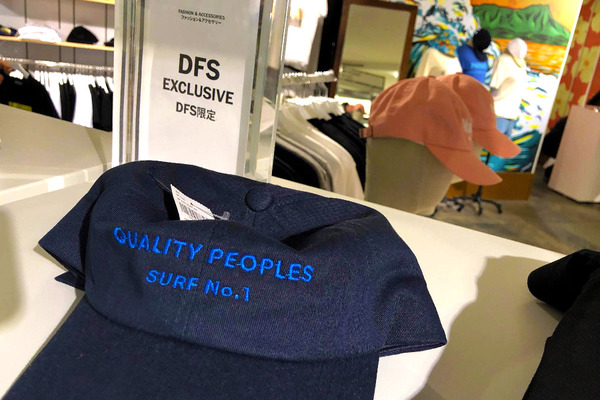 FASHION & ACCESSORIES
ファッション&アクセサリー
DFS
EXCLUSIVE
DFS限定
QUALITY PEOPLES
SURF No.1